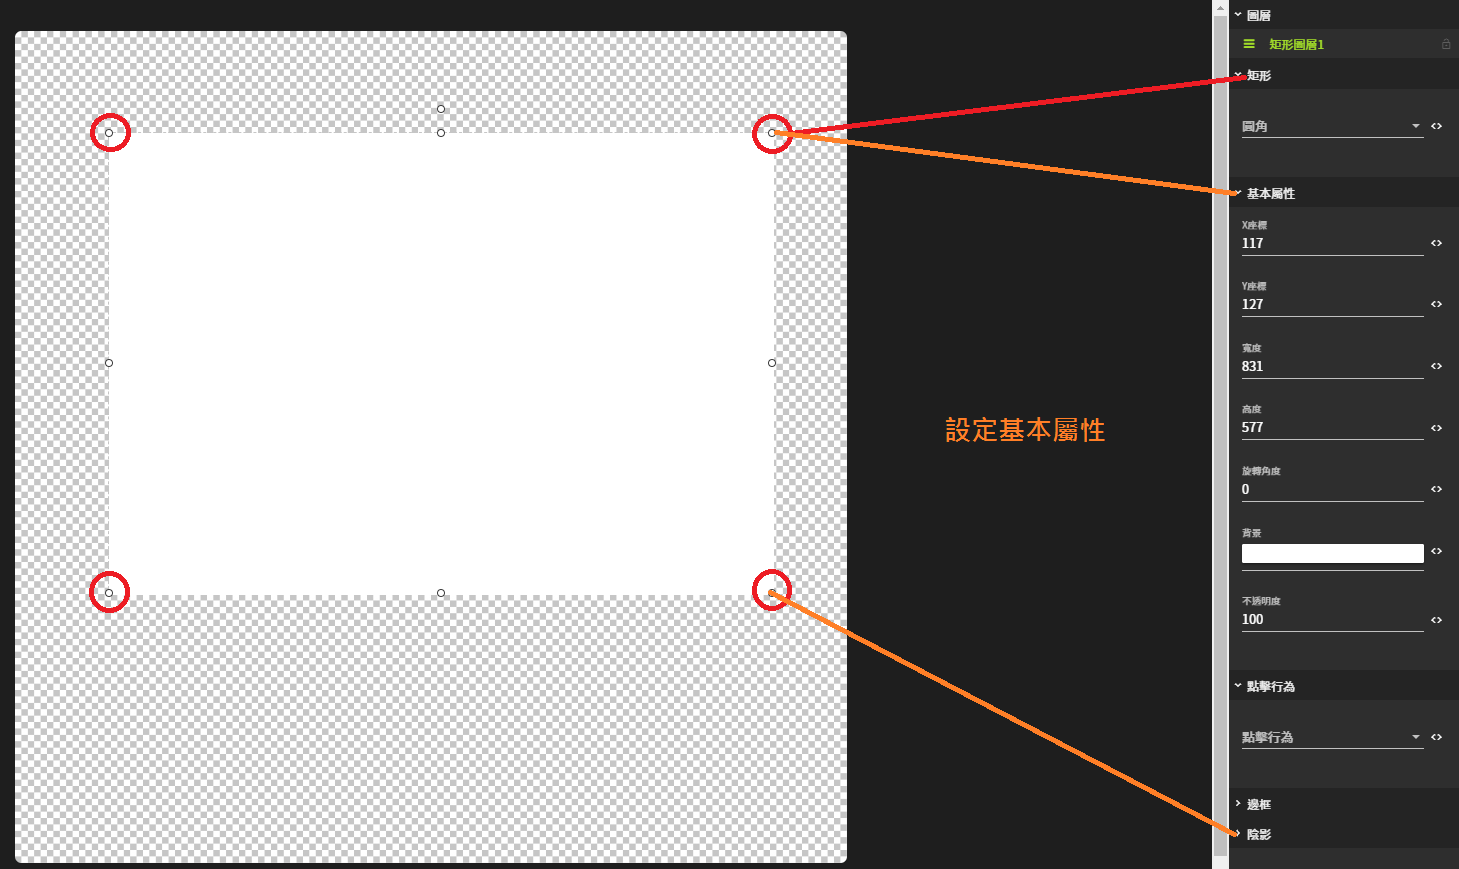 圖層
矩形圖層1
矩形
圓角
基本屬性
X座標
117
Y座標
127
寬度
831
高度
577
設定基本屬性
旋轉角度
0
背景
不透明度
100
點擊行為
點擊行為
邊框
陰影